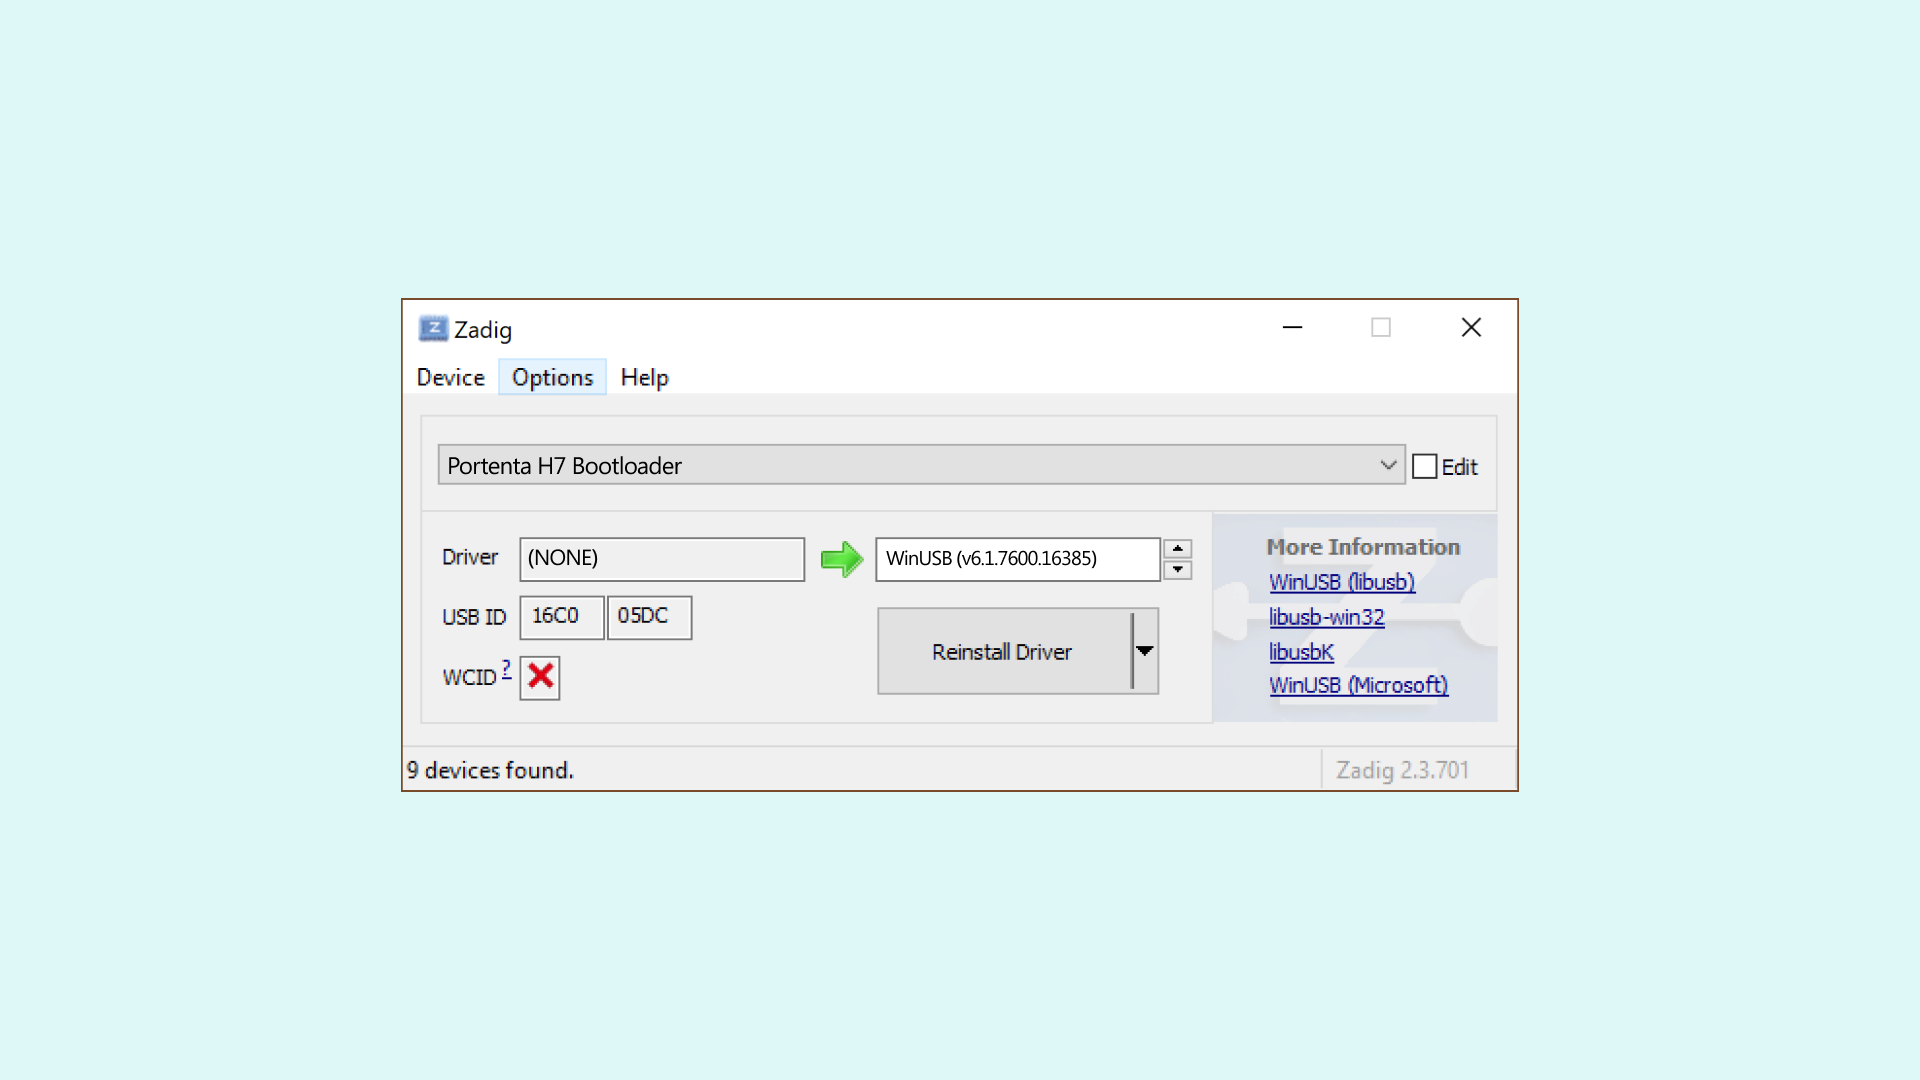 Z Zadig
Device Options Help
Portenta H7 Bootloader
Edit
Driver (NONE) WinUSB (v6.1.7600.16385)
USB ID 16C0 05DC
WCID ?
Reinstall Driver
More Information
WinUSB (libusb)
libusb-win32
libusbK
WinUSB (Microsoft)
9 devices found.
Zadig 2.3.701